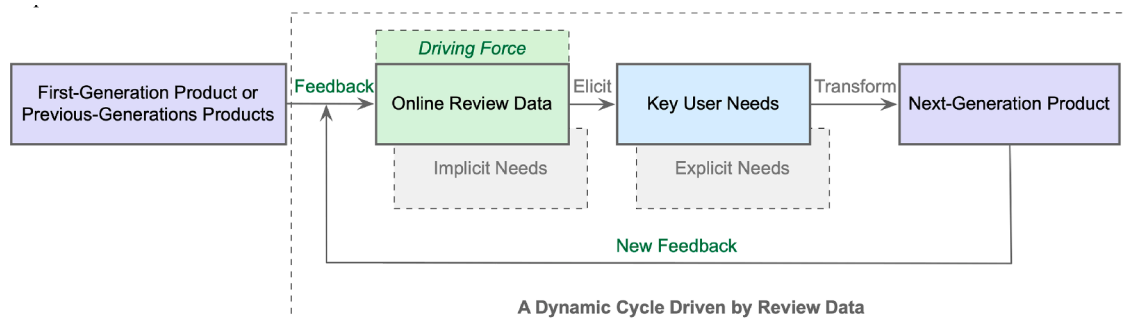 Driving Force
First-Generation Product or
Previous-Generations Products
Feedback
Online Review Data
Elicit
Key User Needs
Transform
Next-Generation Product
Implicit Needs
Explicit Needs
New Feedback
A Dynamic Cycle Driven by Review Data